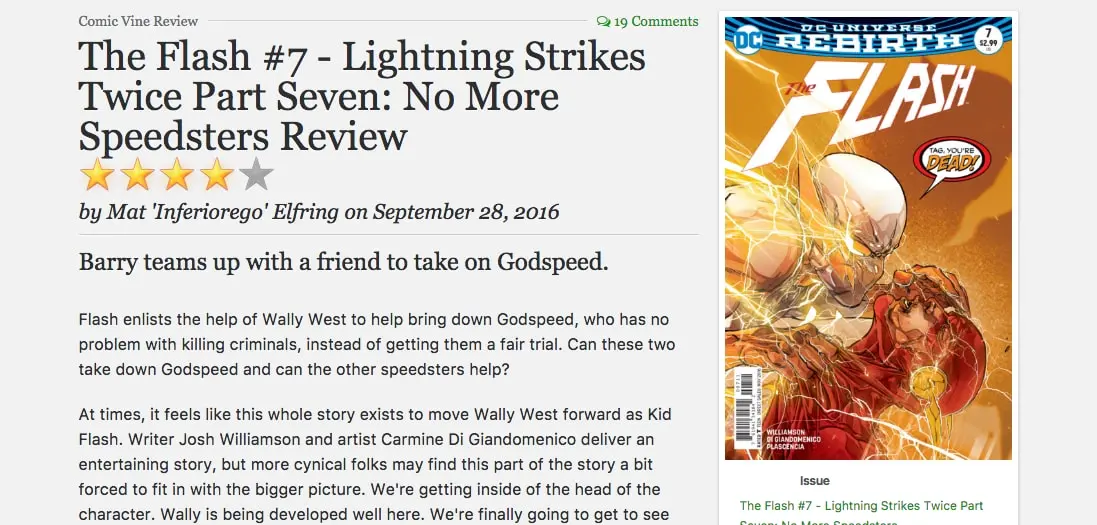 Comic Vine Review
19 Comments
The Flash #7 - Lightning Strikes
Twice Part Seven: No More
Speedsters Review
by Mat 'Inferiorego' Elfring on September 28, 2016
Barry teams up with a friend to take on Godspeed.
Flash enlists the help of Wally West to help bring down Godspeed, who has no
problem with killing criminals, instead of getting them a fair trial. Can these two
take down Godspeed and can the other speedsters help?
At times, it feels like this whole story exists to move Wally West forward as Kid
Flash. Writer Josh Williamson and artist Carmine Di Giandomenico deliver an
entertaining story, but more cynical folks may find this part of the story a bit
forced to fit in with the bigger picture. We're getting inside of the head of the
character. Wally is being developed well here. We're finally going to get to see
DC UNIVERSE
DC
REBIRTH
7
$2.99
The
FLASH
TAG, YOU'RE
DEAD!
WILLIAMSON
DI GIANDOMENICO
PLASCENCIA
Issue
The Flash #7 - Lightning Strikes Twice Part
Seven: No More Speedsters